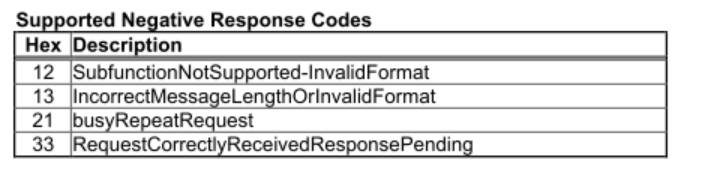 Supported Negative Response Codes
Hex Description
12 SubfunctionNotSupported-InvalidFormat
13 IncorrectMessageLengthOrInvalidFormat
21 busyRepeatRequest
33 RequestCorrectlyReceivedResponsePending